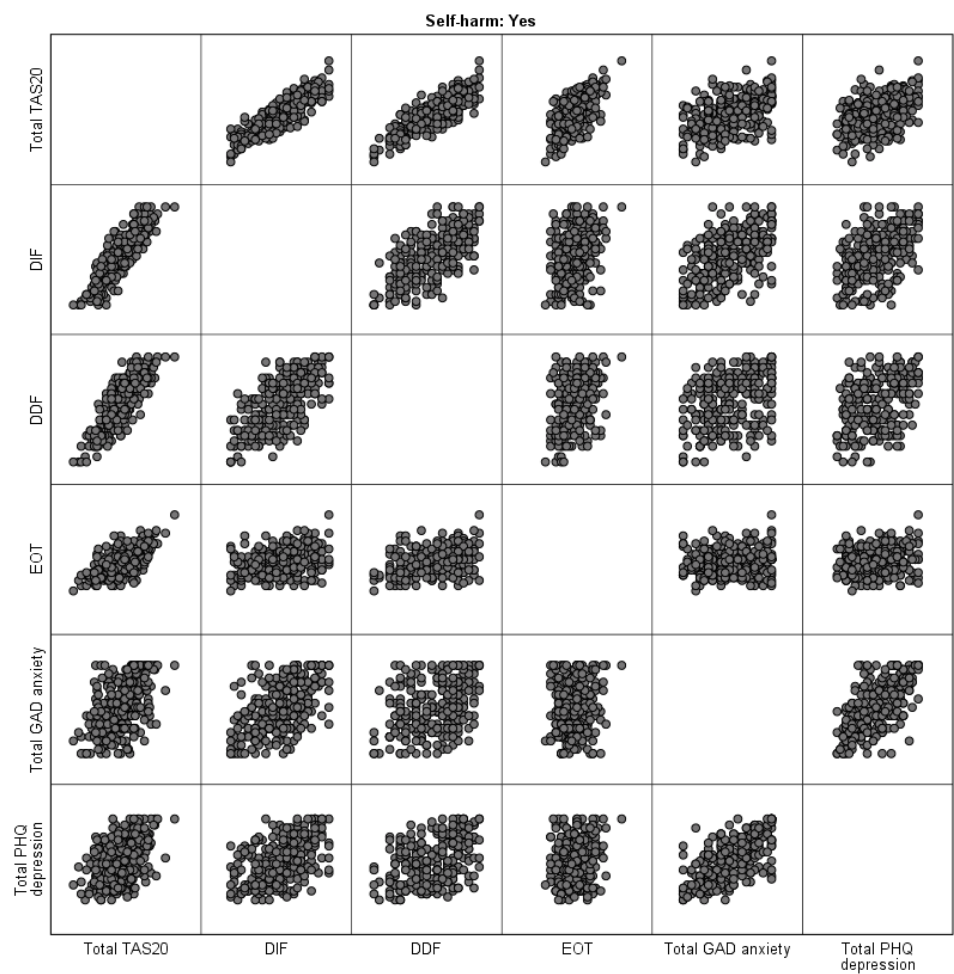 Self-harm: Yes
Total TAS20
DIF
DDF
EOT
Total GAD anxiety
Total PHQ
depression
Total TAS20
DIF
DDF
EOT
Total GAD anxiety
Total PHQ
depression